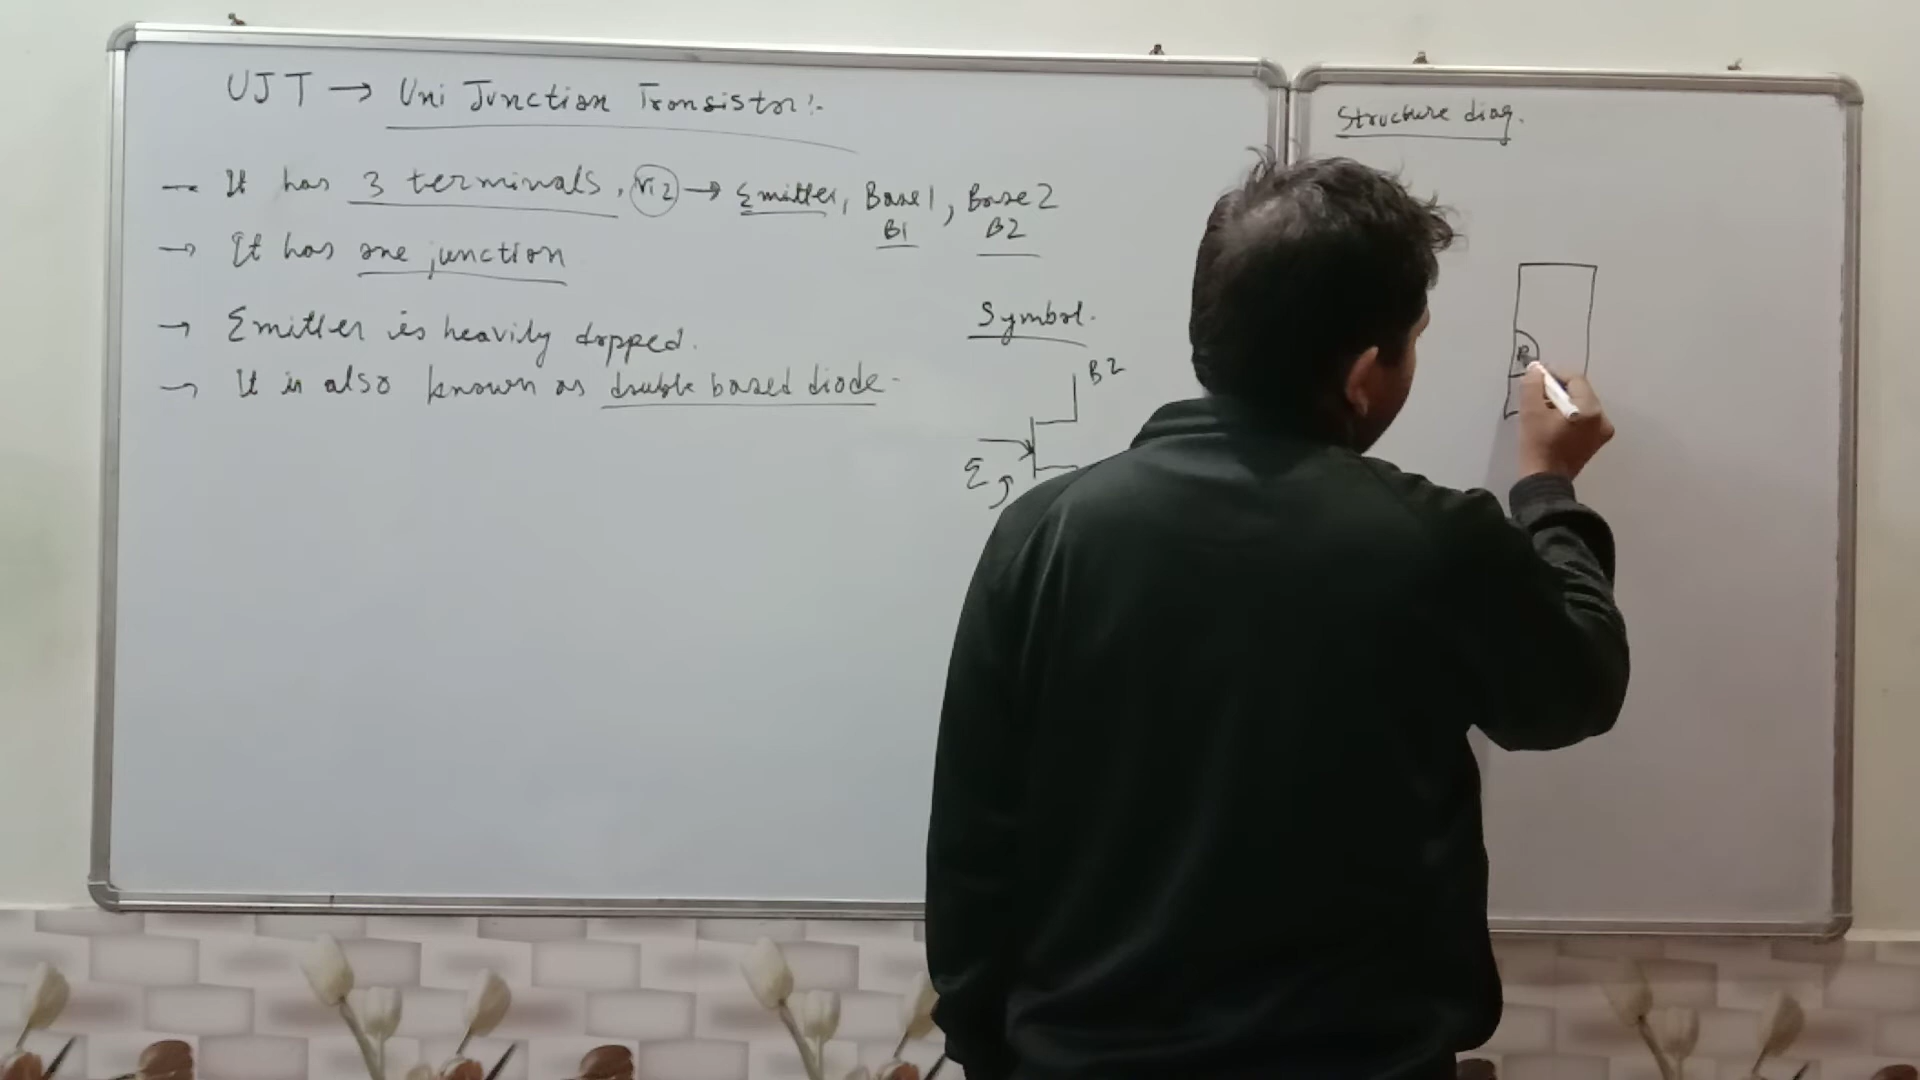 UJT → Uni Junction Transistor:-
→ It has 3 terminals, viz → Emitter, Base1, Base2
B1 B2
→ It has one junction
→ Emitter is heavily dopped.
→ It is also known as double based diode-
Symbol.
B2
E
Structure diag.
P